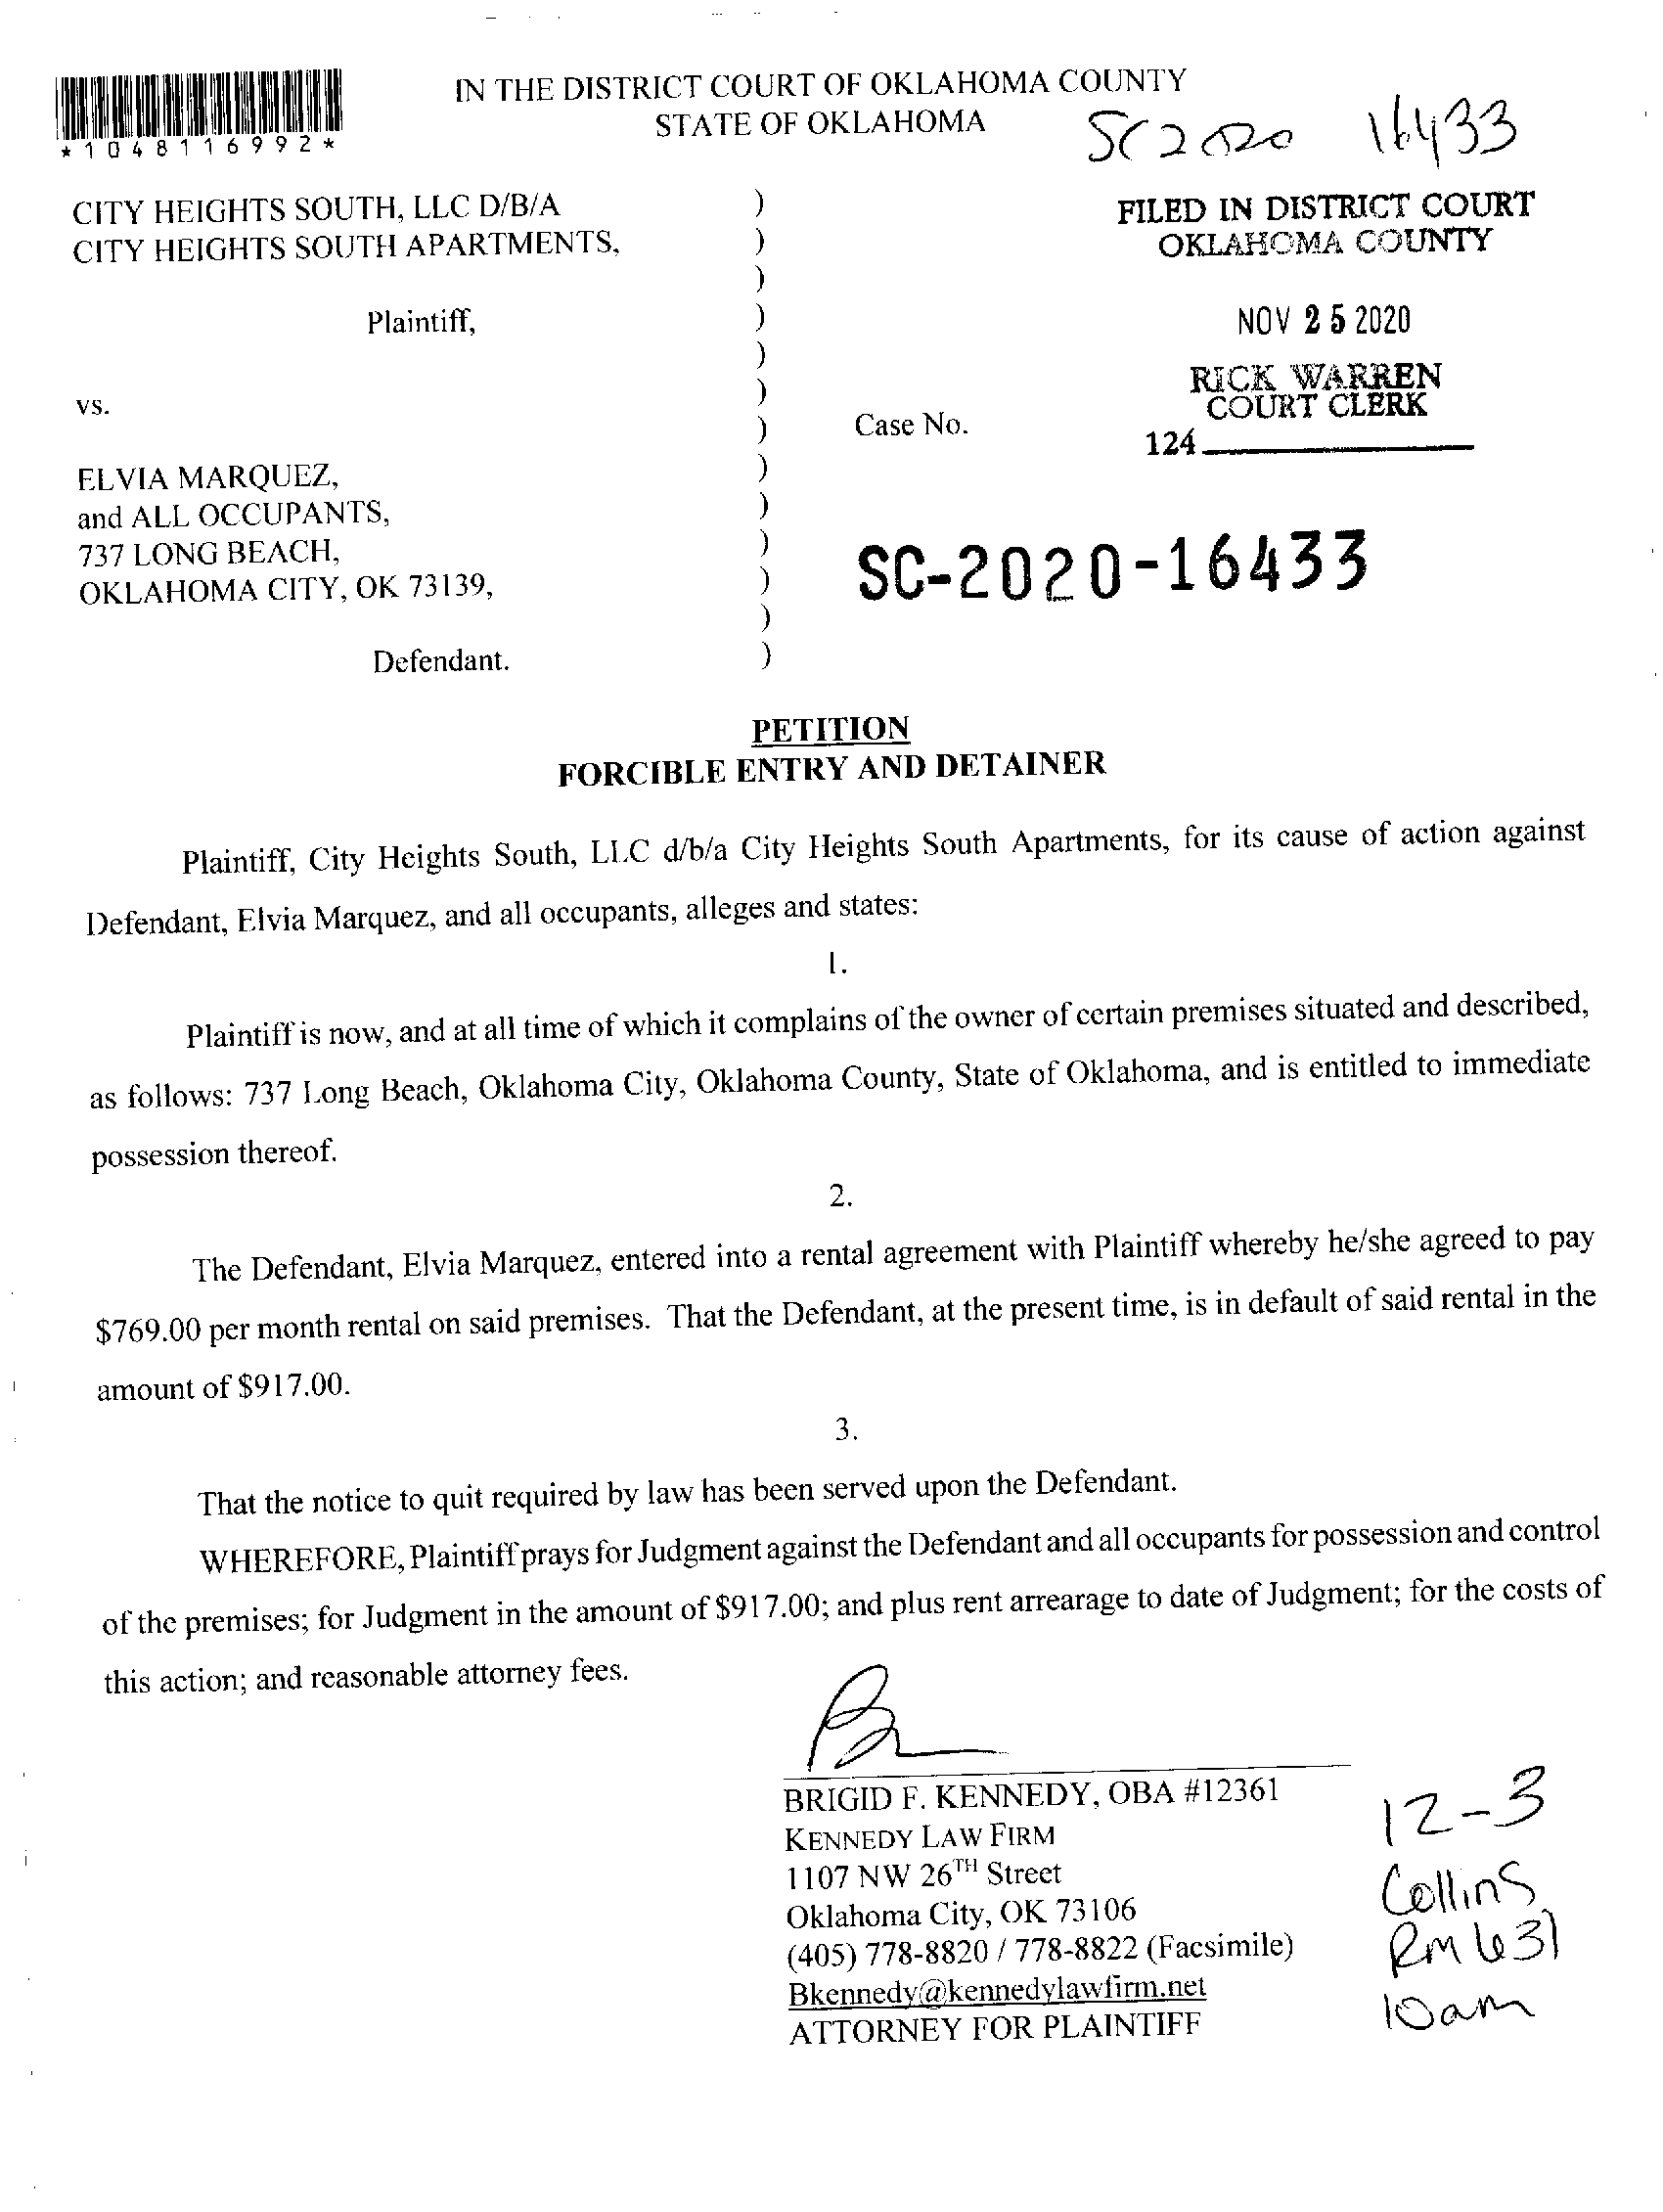 IN THE DISTRICT COURT OF OKLAHOMA COUNTY
STATE OF OKLAHOMA
SC2020 16433
*1048116992*
CITY HEIGHTS SOUTH, LLC D/B/A )
CITY HEIGHTS SOUTH APARTMENTS, )
)
Plaintiff, )
)
vs. )
) Case No.
ELVIA MARQUEZ, )
and ALL OCCUPANTS, )
737 LONG BEACH, )
OKLAHOMA CITY, OK 73139, )
)
Defendant. )
FILED IN DISTRICT COURT
OKLAHOMA COUNTY
NOV 25 2020
RICK WARREN
COURT CLERK
124
SC-2020-16433
PETITION
FORCIBLE ENTRY AND DETAINER
Plaintiff, City Heights South, LLC d/b/a City Heights South Apartments, for its cause of action against
Defendant, Elvia Marquez, and all occupants, alleges and states:
1.
Plaintiff is now, and at all time of which it complains of the owner of certain premises situated and described,
as follows: 737 Long Beach, Oklahoma City, Oklahoma County, State of Oklahoma, and is entitled to immediate
possession thereof.
2.
The Defendant, Elvia Marquez, entered into a rental agreement with Plaintiff whereby he/she agreed to pay
$769.00 per month rental on said premises. That the Defendant, at the present time, is in default of said rental in the
amount of $917.00.
3.
That the notice to quit required by law has been served upon the Defendant.
WHEREFORE, Plaintiff prays for Judgment against the Defendant and all occupants for possession and control
of the premises; for Judgment in the amount of $917.00; and plus rent arrearage to date of Judgment; for the costs of
this action; and reasonable attorney fees.
BRIGID F. KENNEDY, OBA #12361
KENNEDY LAW FIRM
1107 NW 26TH Street
Oklahoma City, OK 73106
(405) 778-8820 / 778-8822 (Facsimile)
Bkennedy@kennedylawfirm.net
ATTORNEY FOR PLAINTIFF
12-3
Collins
RM 631
10am